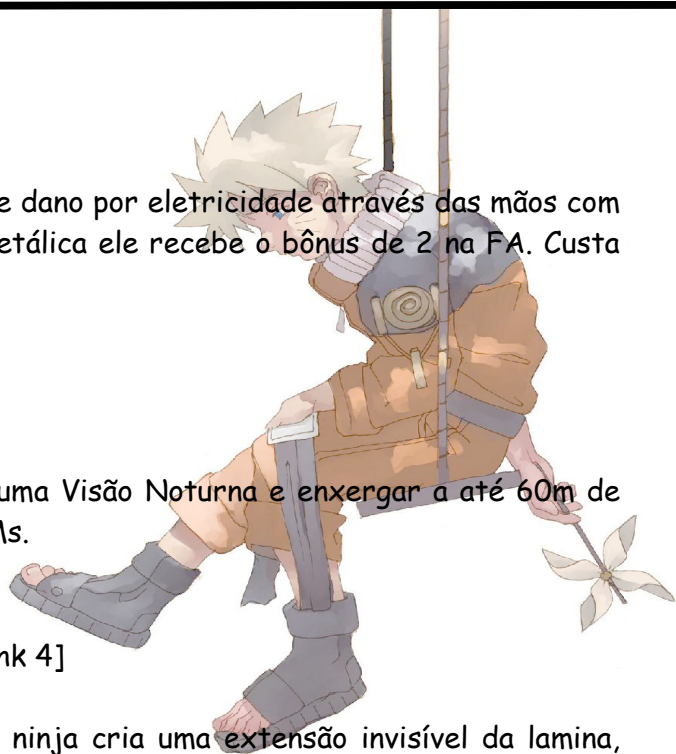 e dano por eletricidade através das mãos com
etálica ele recebe o bônus de 2 na FA. Custa
uma Visão Noturna e enxergar a até 60m de
Ms.
nk 4]
ninja cria uma extensão invisível da lamina,